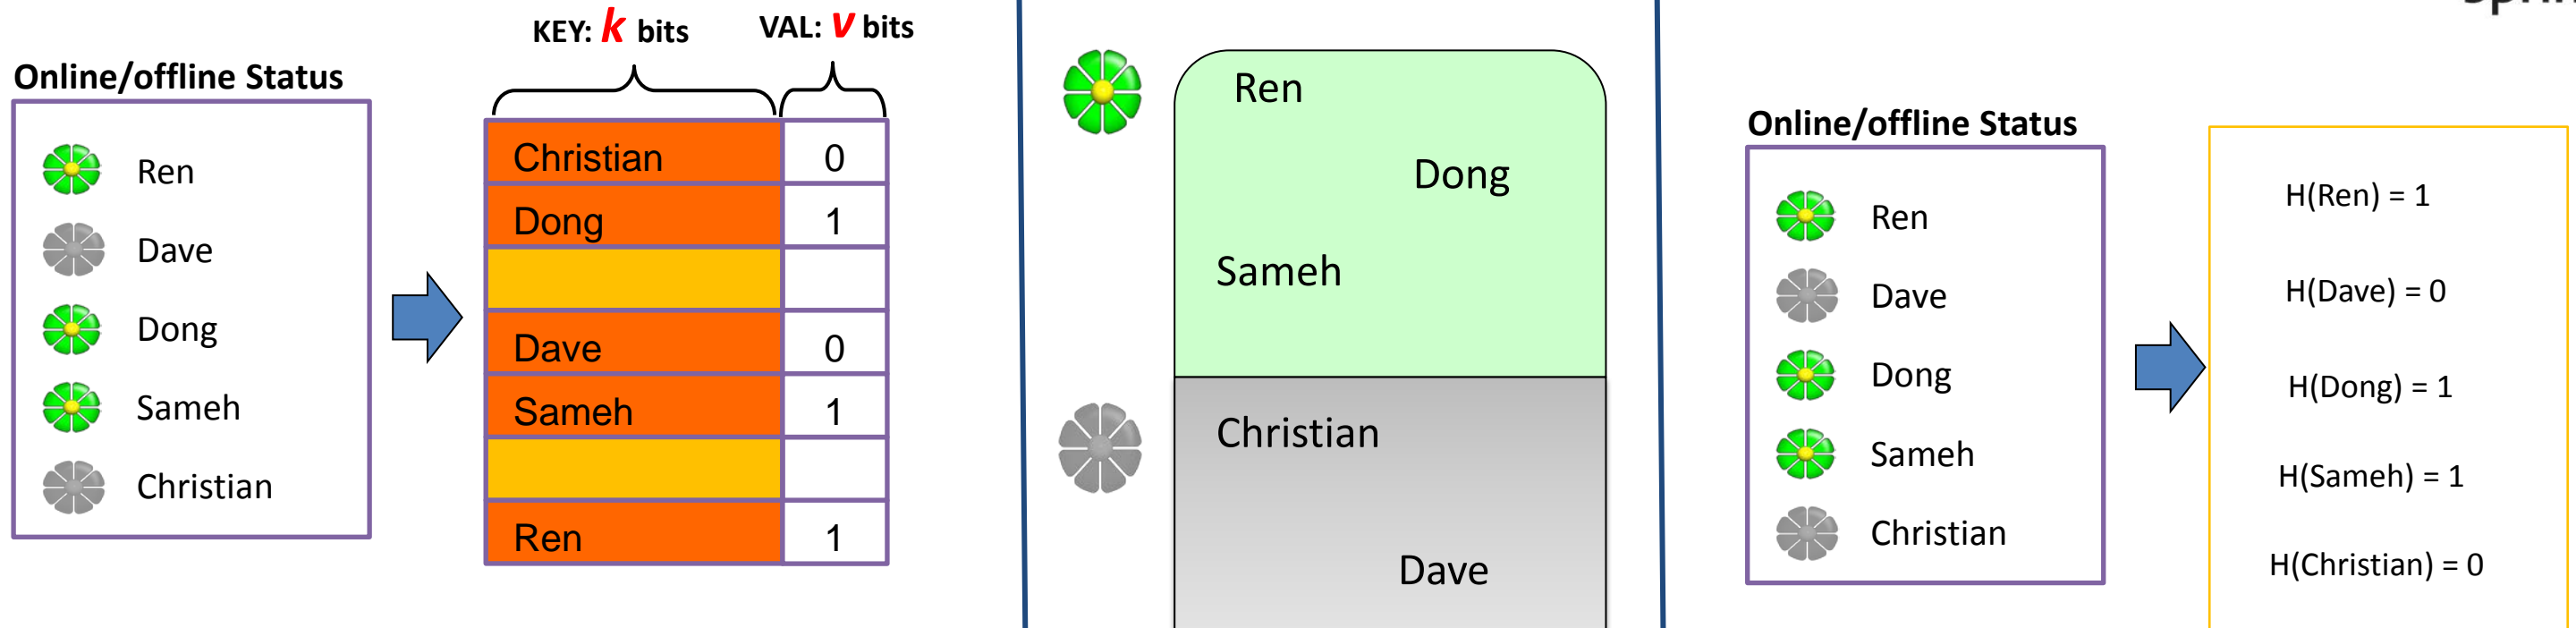 KEY: k bits
VAL: v bits
Online/offline Status
Ren
Dave
Dong
Sameh
Christian
Christian 0
Dong 1
Dave 0
Sameh 1
Ren 1
Ren
Dong
Sameh
Christian
Dave
Online/offline Status
Ren
Dave
Dong
Sameh
Christian
H(Ren) = 1
H(Dave) = 0
H(Dong) = 1
H(Sameh) = 1
H(Christian) = 0